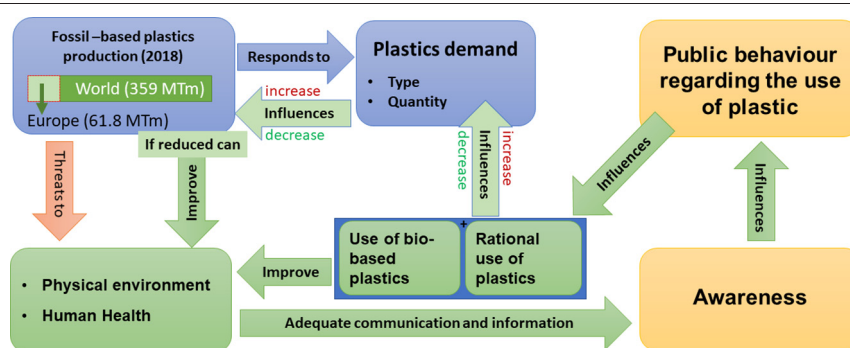 Fossil –based plastics
production (2018)
World (359 MTm)
Europe (61.8 MTm)
If reduced can
Responds to
increase
Influences
decrease
Plastics demand
• Type
• Quantity
Public behaviour
regarding the use
of plastic
Threats to
Improve
decrease
Influences
increase
Influences
Influences
+
Use of bio-
based
plastics
Rational
use of
plastics
Improve
• Physical environment
• Human Health
Adequate communication and information
Awareness